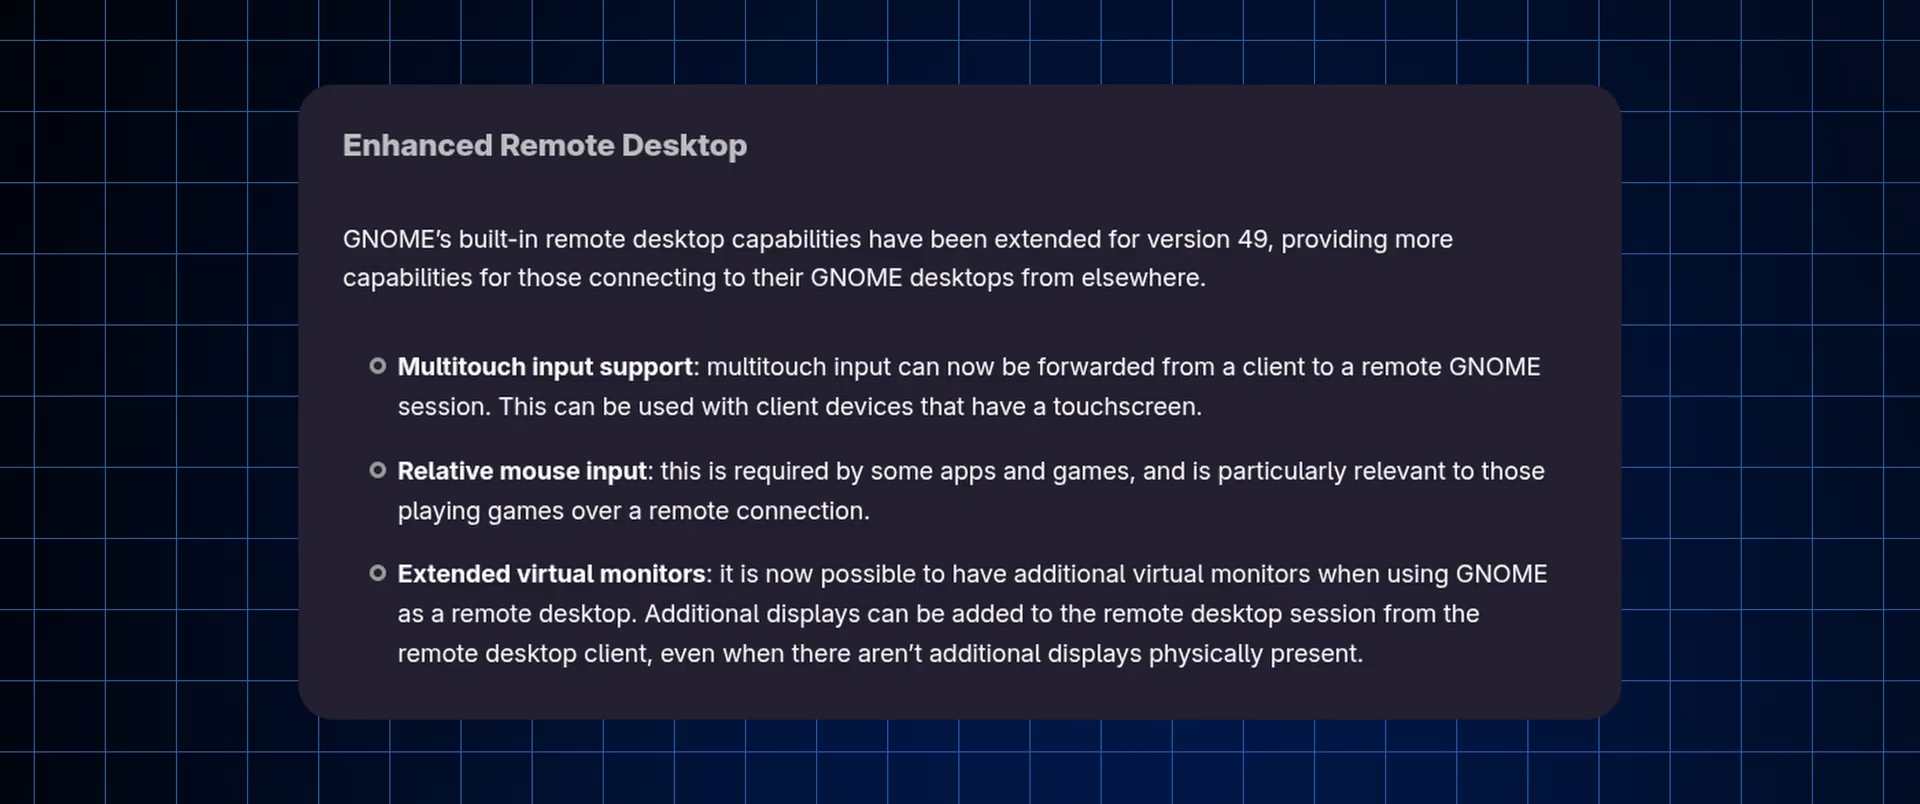 Enhanced Remote Desktop
GNOME’s built-in remote desktop capabilities have been extended for version 49, providing more
capabilities for those connecting to their GNOME desktops from elsewhere.
Multitouch input support: multitouch input can now be forwarded from a client to a remote GNOME
session. This can be used with client devices that have a touchscreen.
Relative mouse input: this is required by some apps and games, and is particularly relevant to those
playing games over a remote connection.
Extended virtual monitors: it is now possible to have additional virtual monitors when using GNOME
as a remote desktop. Additional displays can be added to the remote desktop session from the
remote desktop client, even when there aren’t additional displays physically present.